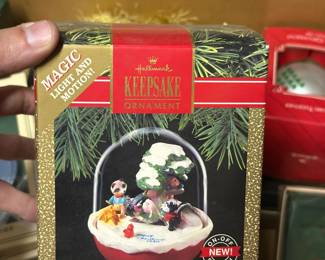 MAGIC
LIGHT AND
MOTION!
Hallmark
KEEPSAKE
ORNAMENT
ON-OFF
NEW!